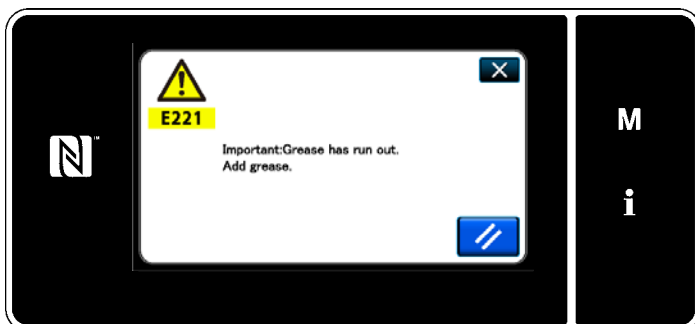 E221
Important:Grease has run out.
Add grease.
M
i